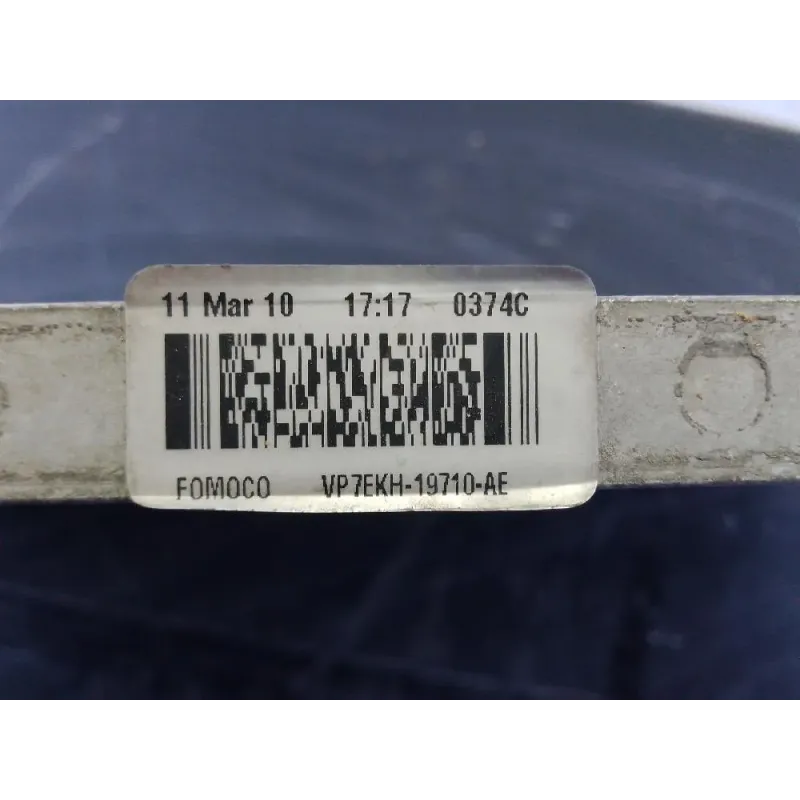 11 Mar 10 17:17 0374C
FOMOCO VP7EKH-19710-AE